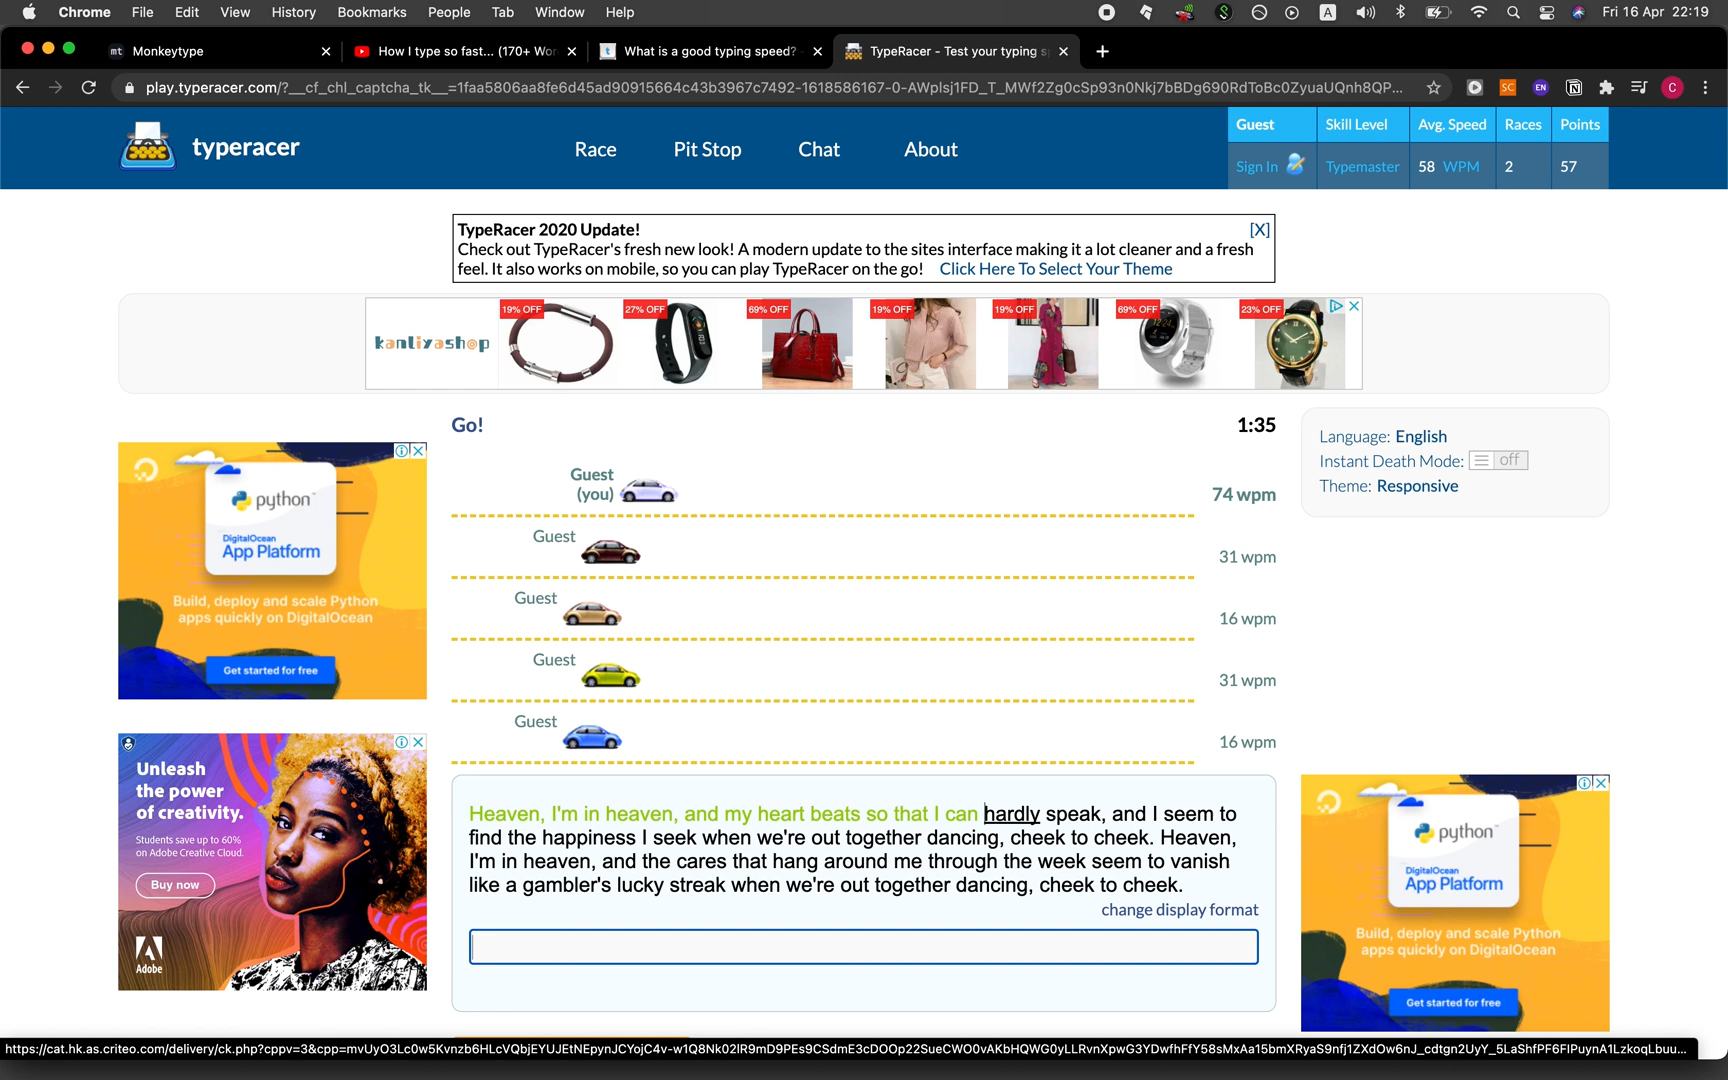 Chrome File Edit View History Bookmarks People Tab Window Help Fri 16 Apr 22:19
mt Monkeytype
How I type so fast... (170+ Wor
What is a good typing speed?
TypeRacer - Test your typing s
play.typeracer.com/?__cf_chl_captcha_tk__=1faa5806aa8fe6d45ad90915664c43b3967c7492-1618586167-0-AWplsj1FD_T_MWf2Zg0cSp93n0Nkj7bBDg690RdToBc0ZyuaUQnh8QP...
SC EN C
typeracer
Race Pit Stop Chat About
Guest Skill Level Avg. Speed Races Points
Sign In Typemaster 58 WPM 2 57
TypeRacer 2020 Update! [X]
Check out TypeRacer's fresh new look! A modern update to the sites interface making it a lot cleaner and a fresh
feel. It also works on mobile, so you can play TypeRacer on the go! Click Here To Select Your Theme
kanliyashop
19% OFF 27% OFF 69% OFF 19% OFF 19% OFF 69% OFF 23% OFF
Go! 1:35
Language: English
Instant Death Mode: off
Theme: Responsive
Guest
(you) 74 wpm
Guest 31 wpm
Guest 16 wpm
Guest 31 wpm
Guest 16 wpm
python
DigitalOcean
App Platform
Build, deploy and scale Python
apps quickly on DigitalOcean
Get started for free
Unleash
the power
of creativity.
Students save up to 60%
on Adobe Creative Cloud.
Buy now
Adobe
Heaven, I'm in heaven, and my heart beats so that I can hardly speak, and I seem to
find the happiness I seek when we're out together dancing, cheek to cheek. Heaven,
I'm in heaven, and the cares that hang around me through the week seem to vanish
like a gambler's lucky streak when we're out together dancing, cheek to cheek.
change display format
python
DigitalOcean
App Platform
Build, deploy and scale Python
apps quickly on DigitalOcean
Get started for free